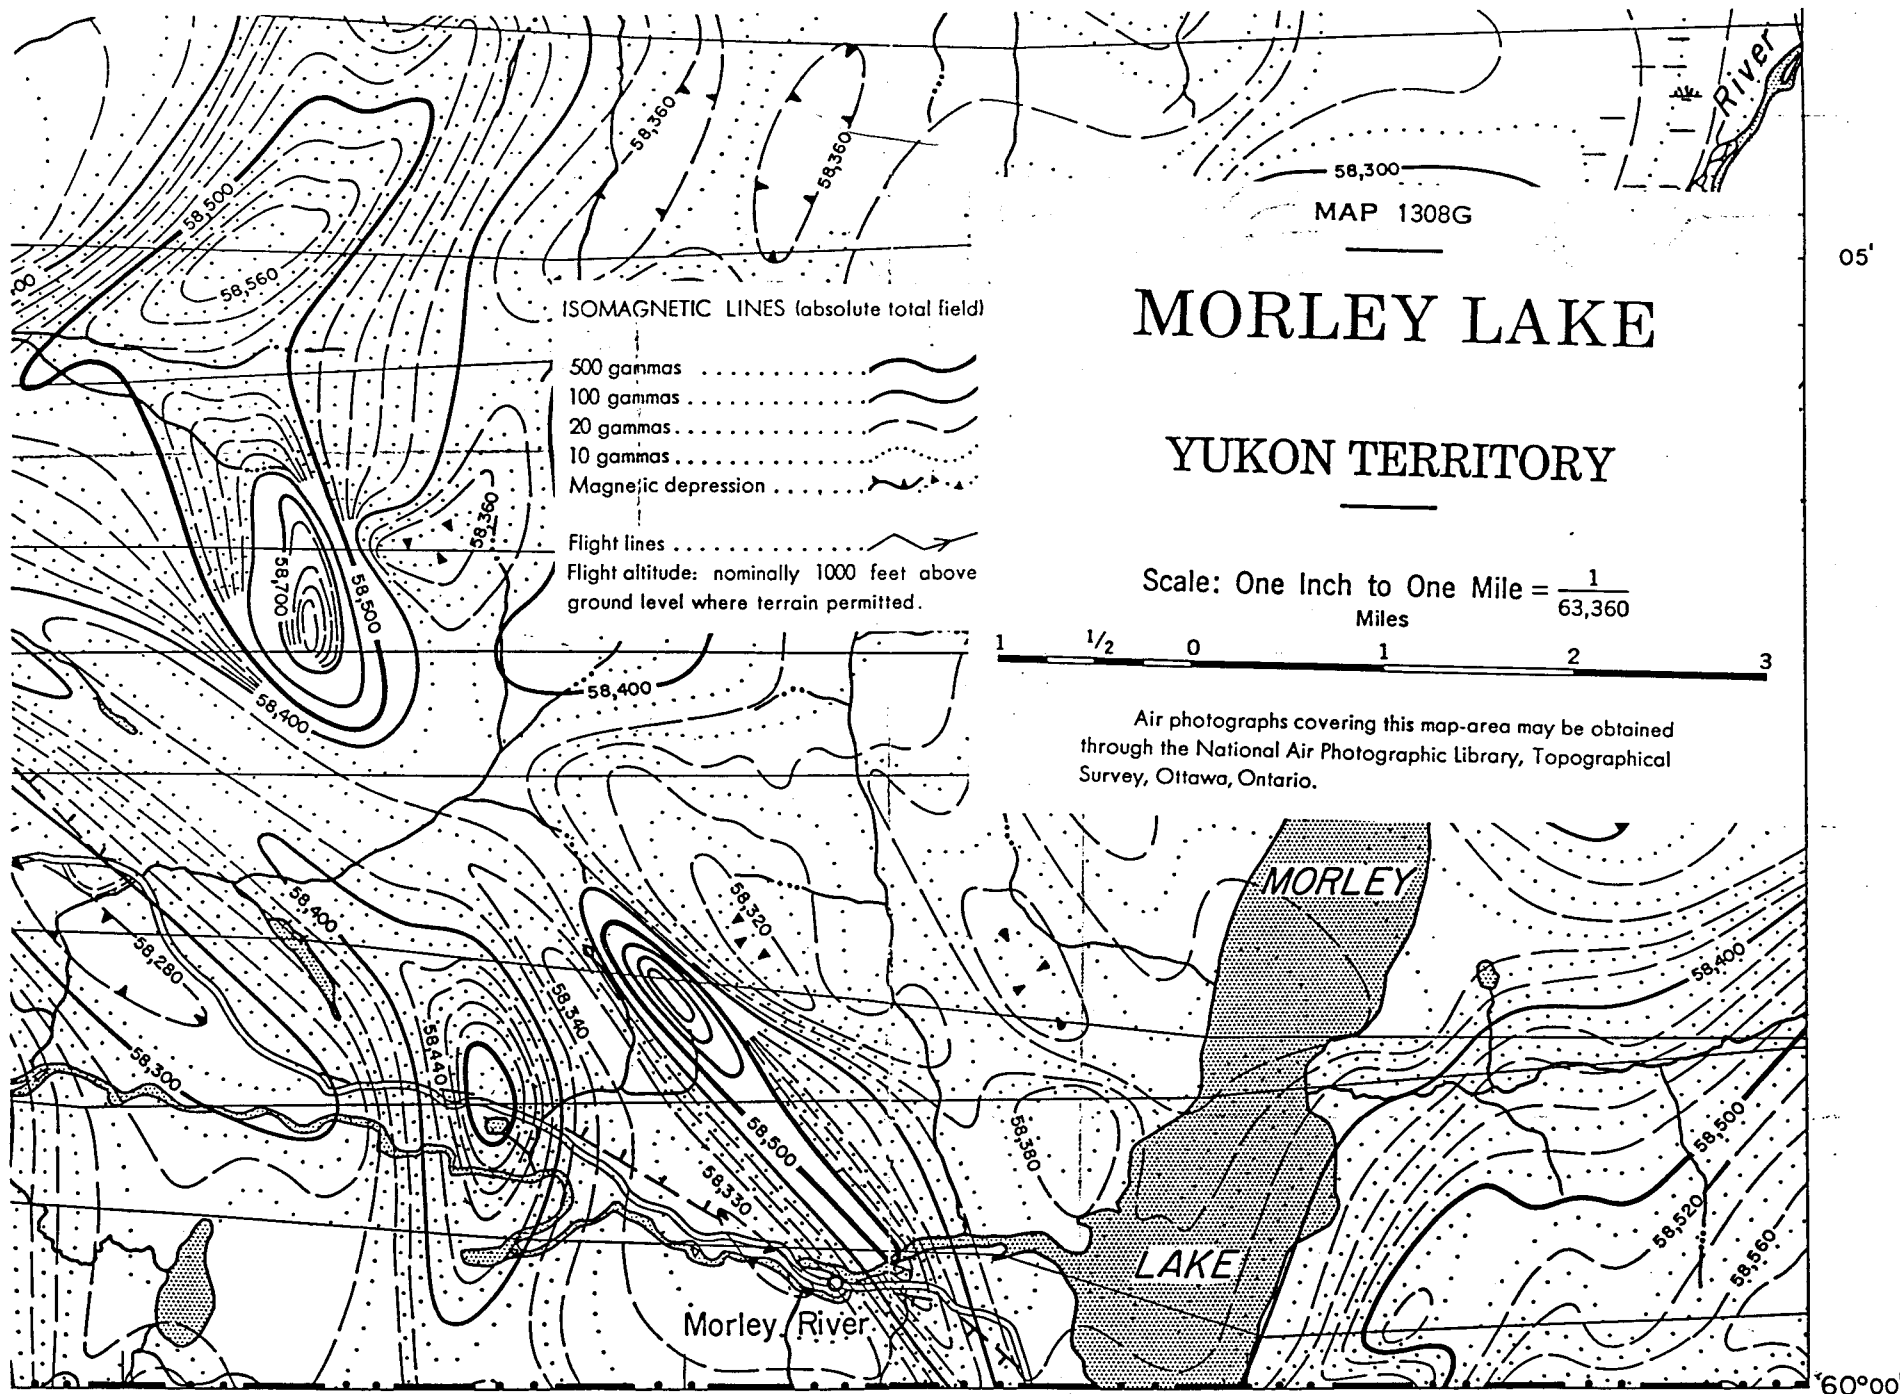 River
58,360
58,360
58,500
58,560
00
58,300
MAP 1308G
05'
MORLEY LAKE
YUKON TERRITORY
Scale: One Inch to One Mile = 1
63,360
Miles
1 1/2 0 1 2 3
Air photographs covering this map-area may be obtained
through the National Air Photographic Library, Topographical
Survey, Ottawa, Ontario.
ISOMAGNETIC LINES (absolute total field)
500 gammas
100 gammas
20 gammas
10 gammas
Magnetic depression
Flight lines
Flight altitude: nominally 1000 feet above
ground level where terrain permitted.
58,360
58,700
58,500
58,400
58,400
58,320
MORLEY
58,400
58,280
58,340
58,400
58,440
58,300
58,500
58,380
58,500
58,330
58,520
58,560
LAKE
Morley River
60°00